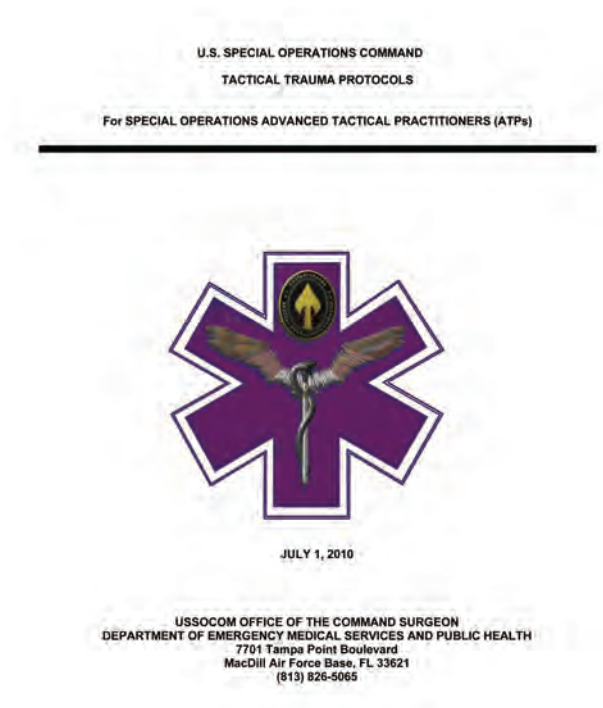 U.S. SPECIAL OPERATIONS COMMAND
TACTICAL TRAUMA PROTOCOLS
For SPECIAL OPERATIONS ADVANCED TACTICAL PRACTITIONERS (ATPs)
JULY 1, 2010
USSOCOM OFFICE OF THE COMMAND SURGEON
DEPARTMENT OF EMERGENCY MEDICAL SERVICES AND PUBLIC HEALTH
7701 Tampa Point Boulevard
MacDill Air Force Base, FL 33621
(813) 826-5065